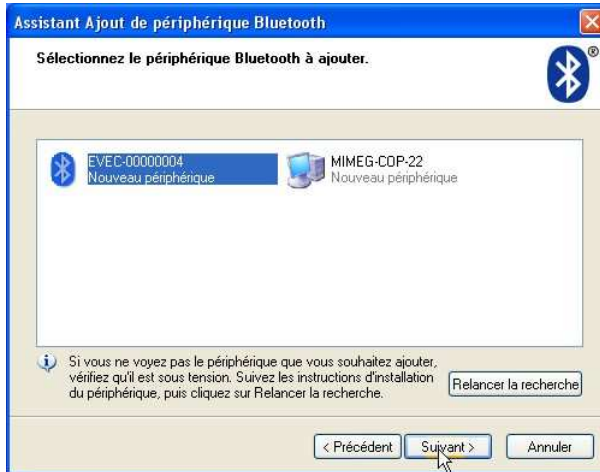 Assistant Ajout de périphérique Bluetooth
Sélectionnez le périphérique Bluetooth à ajouter.
®
EVEC-00000004
Nouveau périphérique
MIMEG-COP-22
Nouveau périphérique
Si vous ne voyez pas le périphérique que vous souhaitez ajouter,
vérifiez qu'il est sous tension. Suivez les instructions d'installation
du périphérique, puis cliquez sur Relancer la recherche.
Relancer la recherche
< Précédent
Suivant >
Annuler